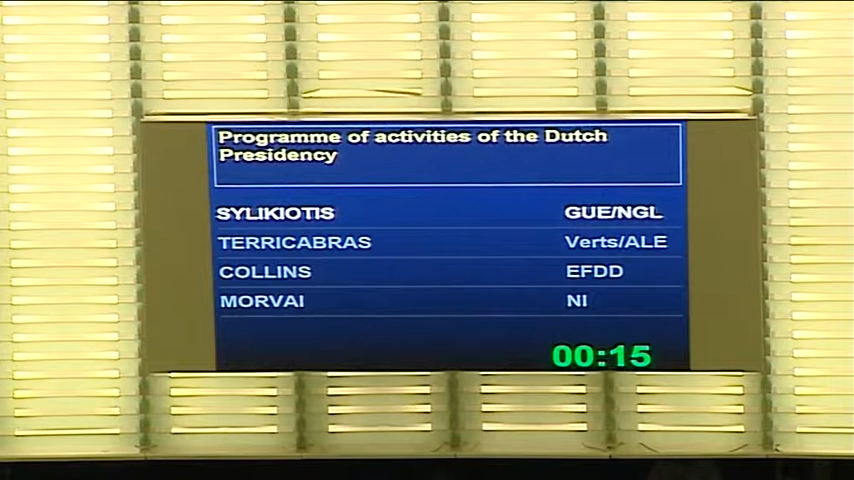 Programme of activities of the Dutch
Presidency
SYLIKIOTIS GUE/NGL
TERRICABRAS Verts/ALE
COLLINS EFDD
MORVAI NI
00:15